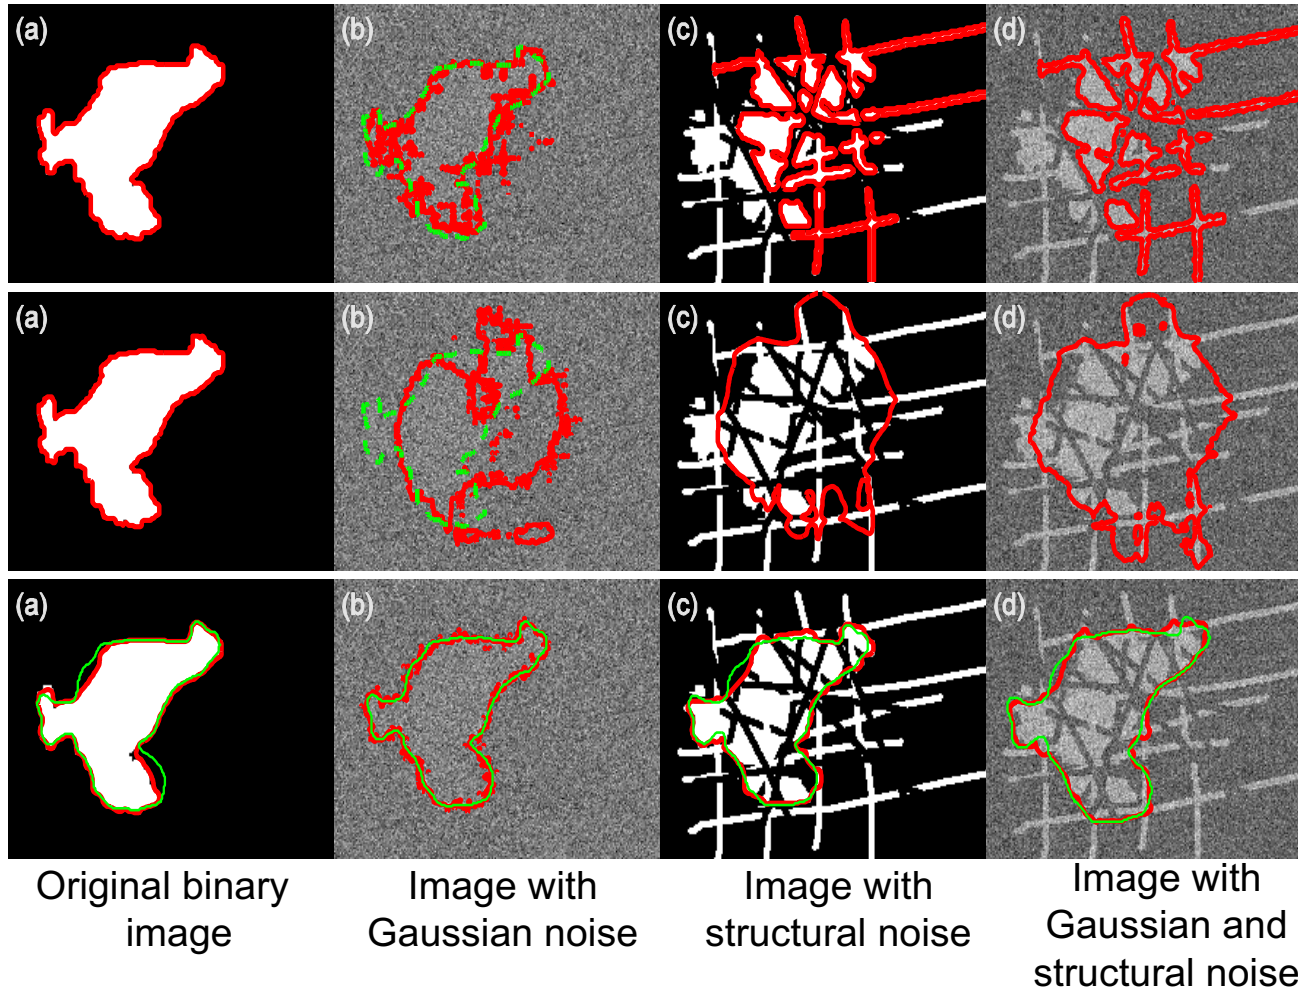 (a) (b) (c) (d)
(a) (b) (c) (d)
(a) (b) (c) (d)
Original binary
image
Image with
Gaussian noise
Image with
structural noise
Image with
Gaussian and
structural noise